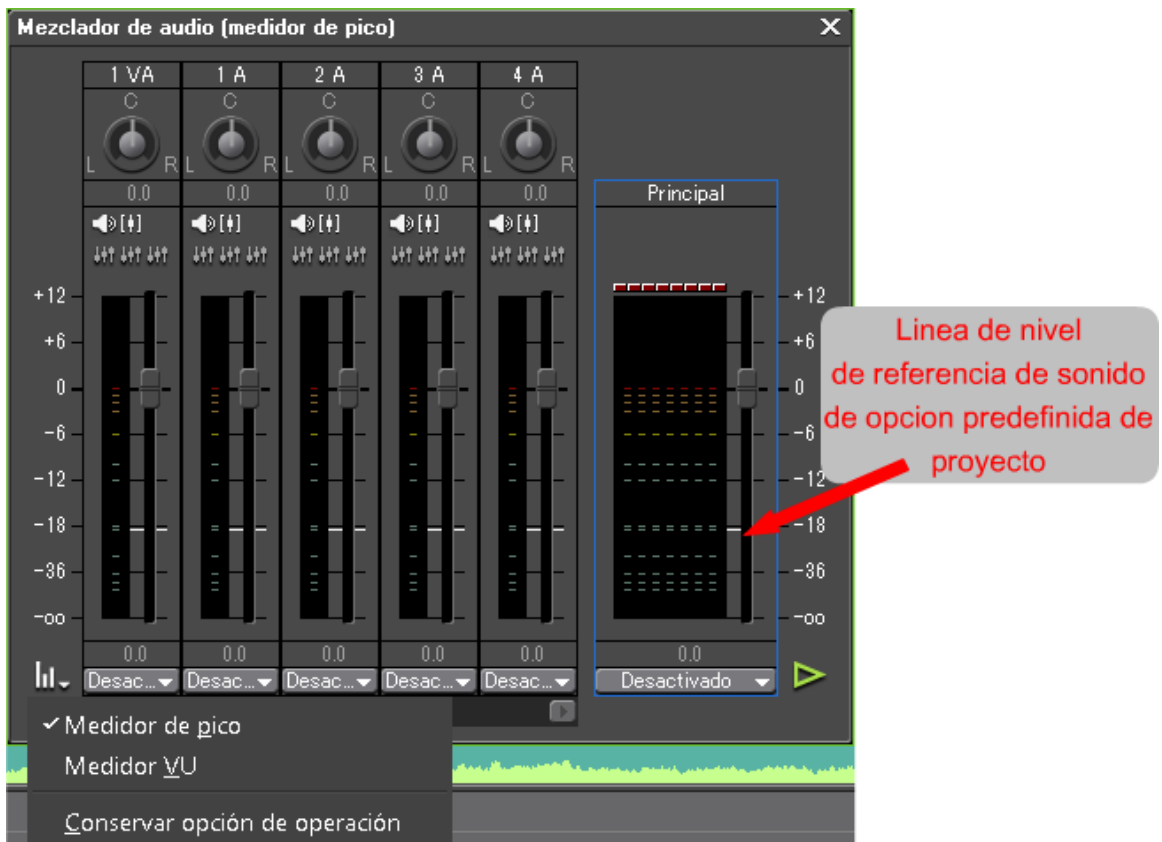 Mezclador de audio (medidor de pico)
1 VA 1 A 2 A 3 A 4 A
C C C C C
L R L R L R L R L R
0.0 0.0 0.0 0.0 0.0 Principal
+12 +12
+6 +6
0 0
-6 -6
-12 -12
-18 -18
-36 -36
-oo -oo
Linea de nivel
de referencia de sonido
de opcion predefinida de
proyecto
0.0 0.0 0.0 0.0 0.0 0.0
Desac... Desac... Desac... Desac... Desac... Desactivado
Medidor de pico
Medidor VU
Conservar opción de operación